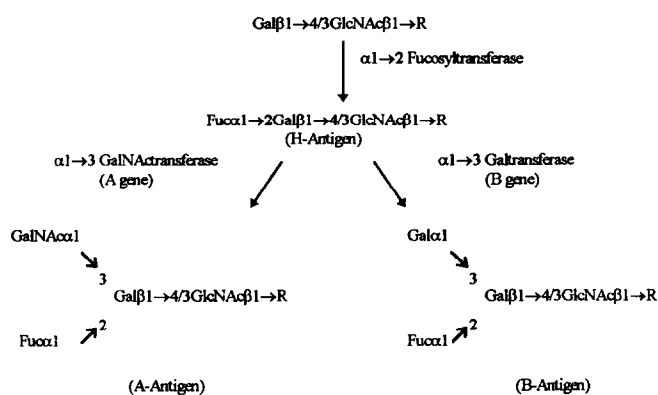 Galβ1→4/3GlcNAcβ1→R
α1→2 Fucosyltransferase
Fucα1→2Galβ1→4/3GlcNAcβ1→R
(H-Antigen)
α1→3 GalNActransferase
(A gene)
α1→3 Galtransferase
(B gene)
GalNAcα1
3
Galβ1→4/3GlcNAcβ1→R
2
Fucα1
(A-Antigen)
Galα1
3
Galβ1→4/3GlcNAcβ1→R
2
Fucα1
(B-Antigen)